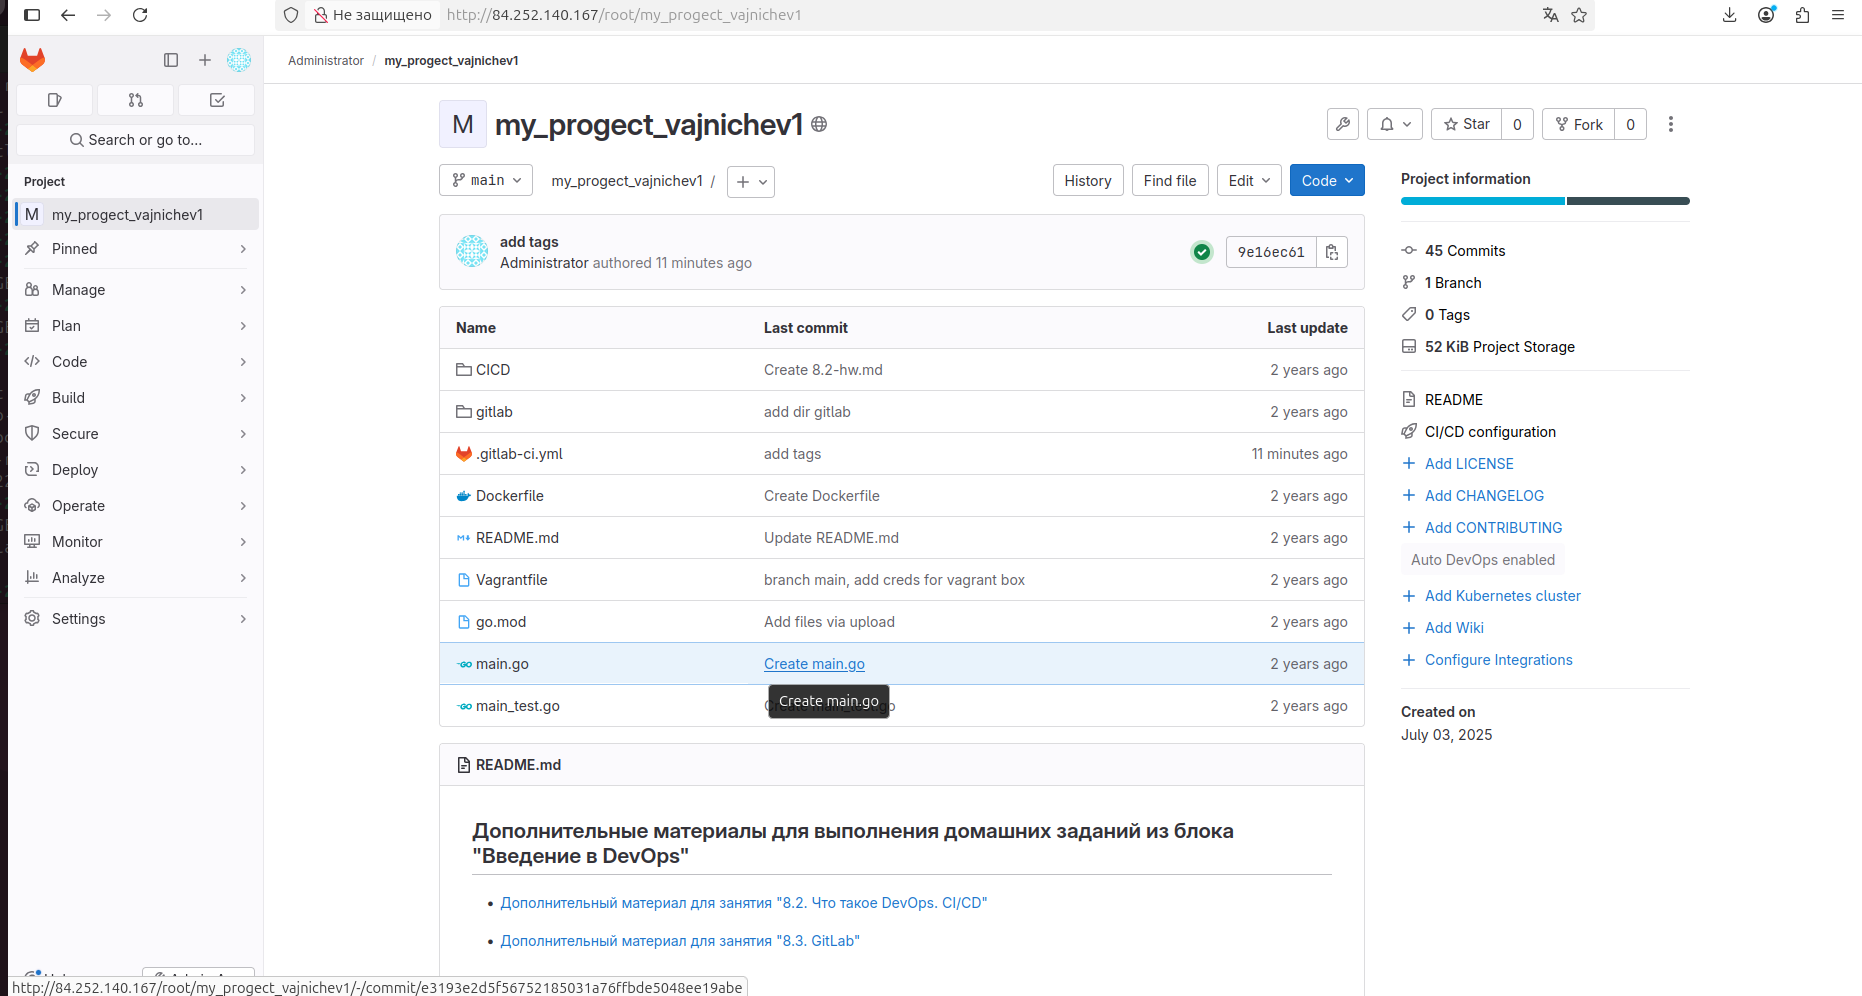 Не защищено http://84.252.140.167/root/my_progect_vajnichev1
Administrator / my_progect_vajnichev1
Search or go to...
Project
M my_progect_vajnichev1
Pinned
Manage
Plan
Code
Build
Secure
Deploy
Operate
Monitor
Analyze
Settings
M my_progect_vajnichev1
Star 0
Fork 0
main
my_progect_vajnichev1 /
History
Find file
Edit
Code
add tags
Administrator authored 11 minutes ago
9e16ec61
Name Last commit Last update
CICD Create 8.2-hw.md 2 years ago
gitlab add dir gitlab 2 years ago
.gitlab-ci.yml add tags 11 minutes ago
Dockerfile Create Dockerfile 2 years ago
README.md Update README.md 2 years ago
Vagrantfile branch main, add creds for vagrant box 2 years ago
go.mod Add files via upload 2 years ago
main.go Create main.go 2 years ago
Create main.go
main_test.go 2 years ago
README.md
Дополнительные материалы для выполнения домашних заданий из блока
"Введение в DevOps"
Дополнительный материал для занятия "8.2. Что такое DevOps. CI/CD"
Дополнительный материал для занятия "8.3. GitLab"
Project information
45 Commits
1 Branch
0 Tags
52 KiB Project Storage
README
CI/CD configuration
Add LICENSE
Add CHANGELOG
Add CONTRIBUTING
Auto DevOps enabled
Add Kubernetes cluster
Add Wiki
Configure Integrations
Created on
July 03, 2025
http://84.252.140.167/root/my_progect_vajnichev1/-/commit/e3193e2d5f56752185031a76ffbde5048ee19abe